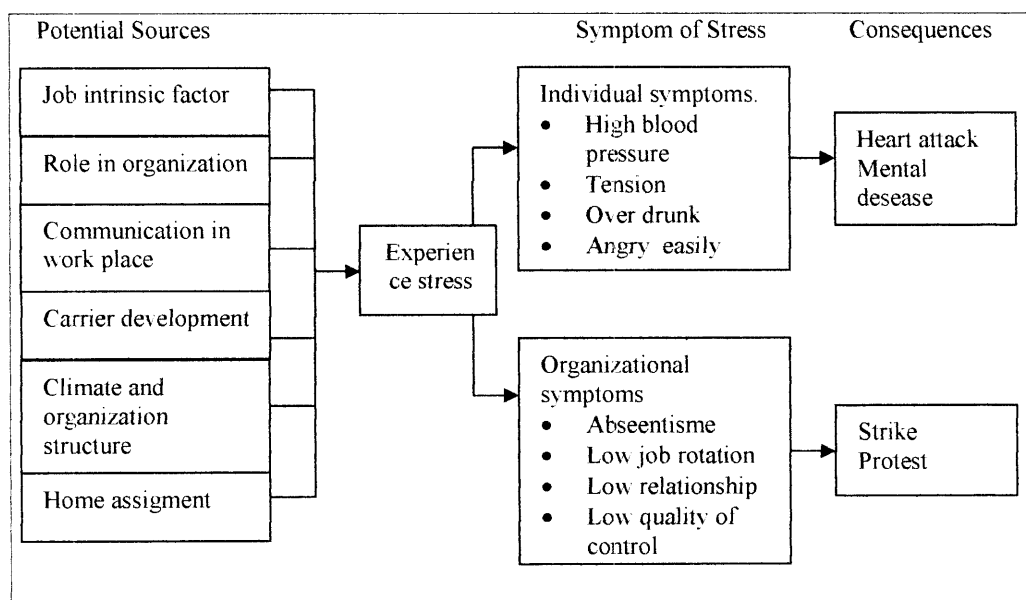 Potential Sources
Symptom of Stress
Consequences
Job intrinsic factor
Role in organization
Communication in
work place
Carrier development
Climate and
organization
structure
Home assigment
Experien
ce stress
Individual symptoms.
• High blood
pressure
• Tension
• Over drunk
• Angry easily
Organizational
symptoms
• Abseentisme
• Low job rotation
• Low relationship
• Low quality of
control
Heart attack
Mental
desease
Strike
Protest